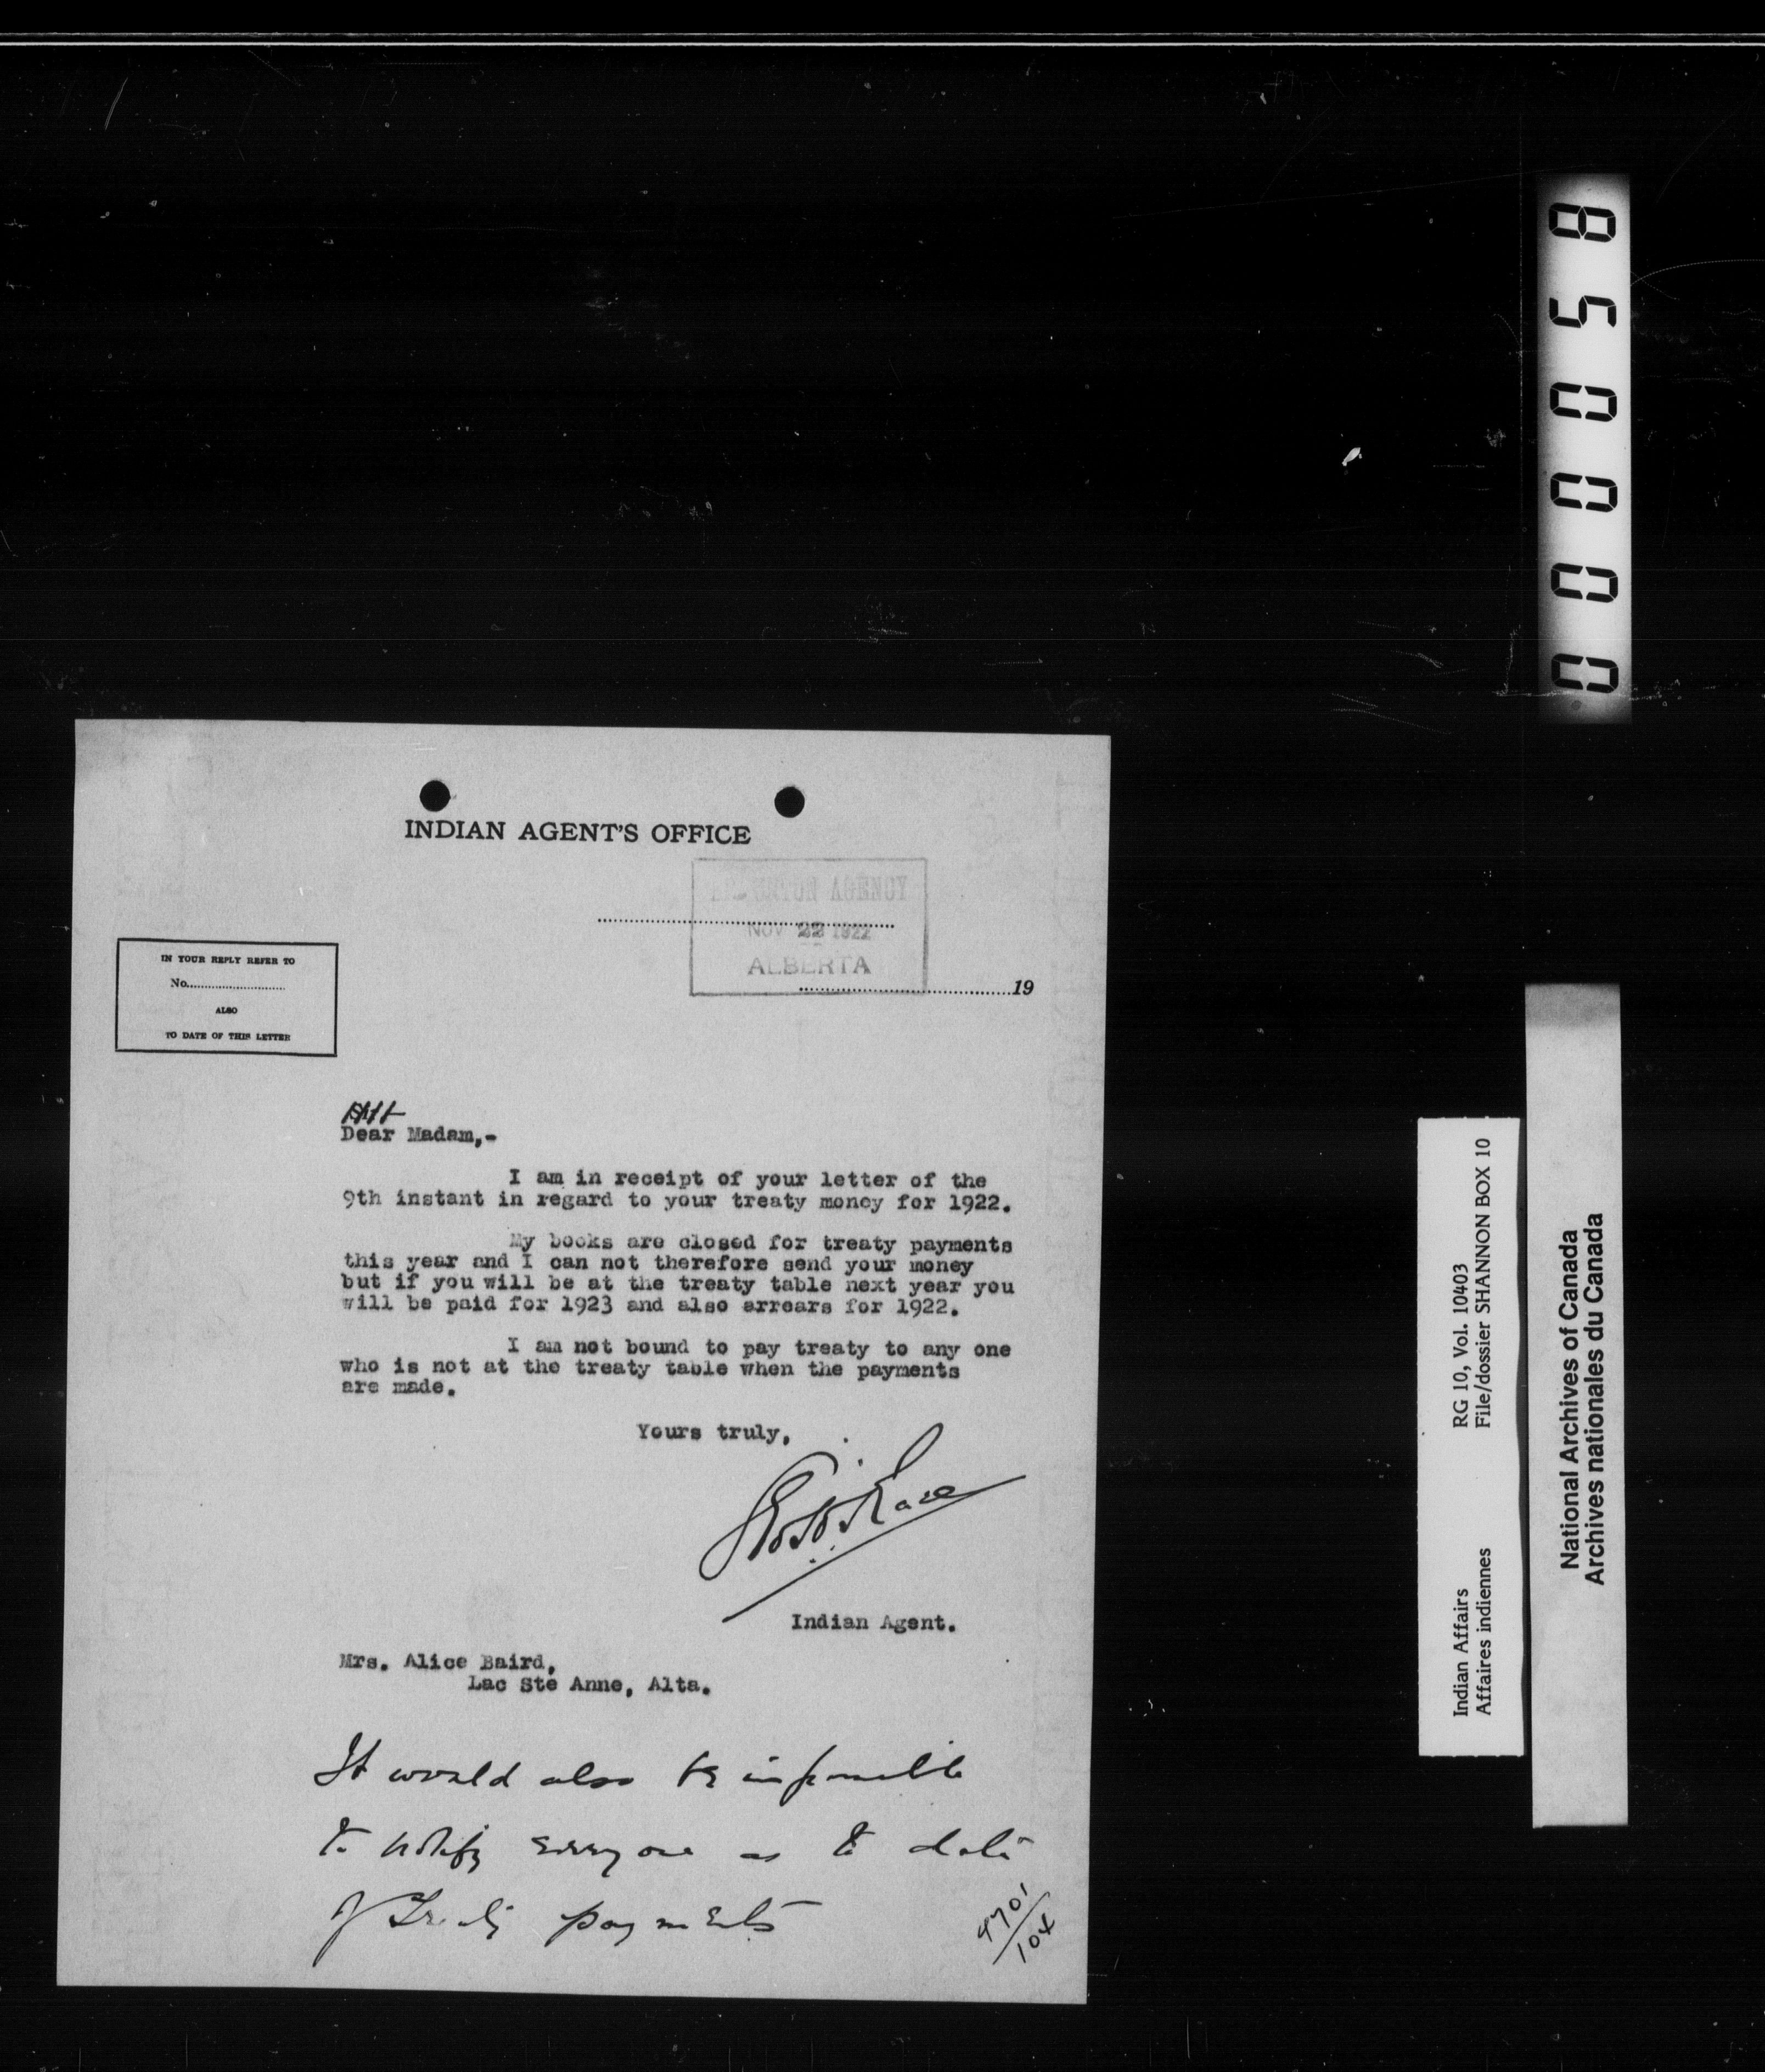 INDIAN AGENT'S OFFICE
AGENCY
NOV 22 1922
ALBERTA
19
IN YOUR REPLY REFER TO
No.
ALSO
TO DATE OF THIS LETTER
Dear Madam,-
I am in receipt of your letter of the
9th instant in regard to your treaty money for 1922.
My books are closed for treaty payments
this year and I can not therefore send your money
but if you will be at the treaty table next year you
will be paid for 1923 and also arrears for 1922.
I am not bound to pay treaty to any one
who is not at the treaty table when the payments
are made.
Yours truly,
Race
Indian Agent.
Mrs. Alice Baird,
Lac Ste Anne, Alta.
It would also be impossible
to notify everyone as to date
of Treaty payments
4701/104
000058
RG 10, Vol. 10403
File/dossier SHANNON BOX 10
Indian Affairs
Affaires indiennes
National Archives of Canada
Archives nationales du Canada